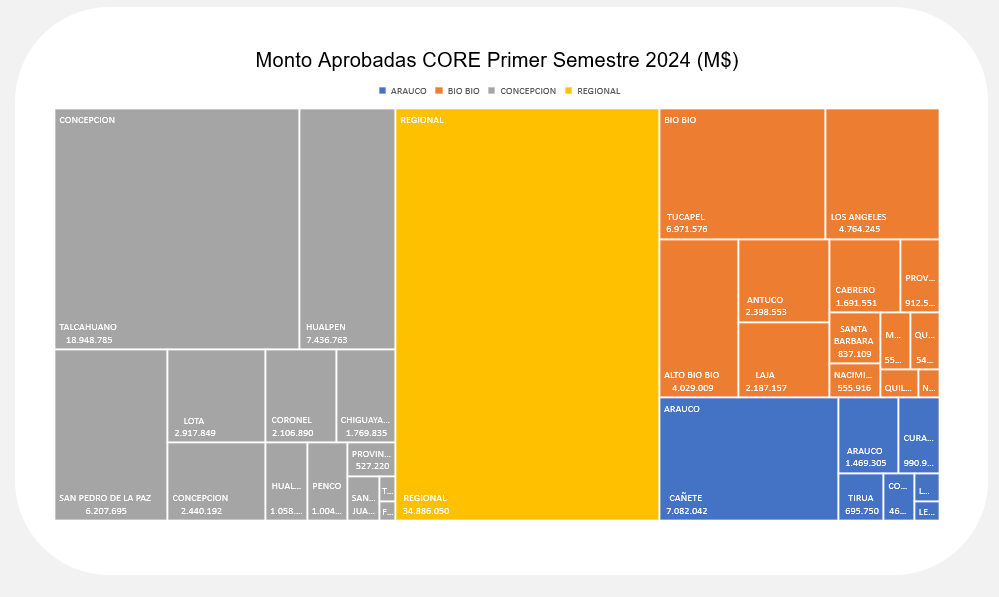 Monto Aprobadas CORE Primer Semestre 2024 (M$)
ARAUCO BIO BIO CONCEPCION REGIONAL
CONCEPCION
TALCAHUANO
18.948.785
HUALPEN
7.436.763
SAN PEDRO DE LA PAZ
6.207.695
LOTA
2.917.849
CONCEPCION
2.440.192
CORONEL
2.106.890
CHIGUAYA...
1.769.835
HUAL...
1.058....
PENCO
1.004...
PROVIN...
527.220
SAN...
JUA...
T...
F...
REGIONAL
REGIONAL
34.886.050
BIO BIO
TUCAPEL
6.971.576
LOS ANGELES
4.764.245
ALTO BIO BIO
4.029.009
ANTUCO
2.398.553
LAJA
2.187.157
CABRERO
1.691.551
PROV...
912.5...
SANTA
BARBARA
837.109
NACIMI...
555.916
M...
55...
QU...
54...
QUIL...
N...
ARAUCO
CAÑETE
7.082.042
ARAUCO
1.469.305
CURA...
990.9...
TIRUA
695.750
CO...
46...
L...
LE...